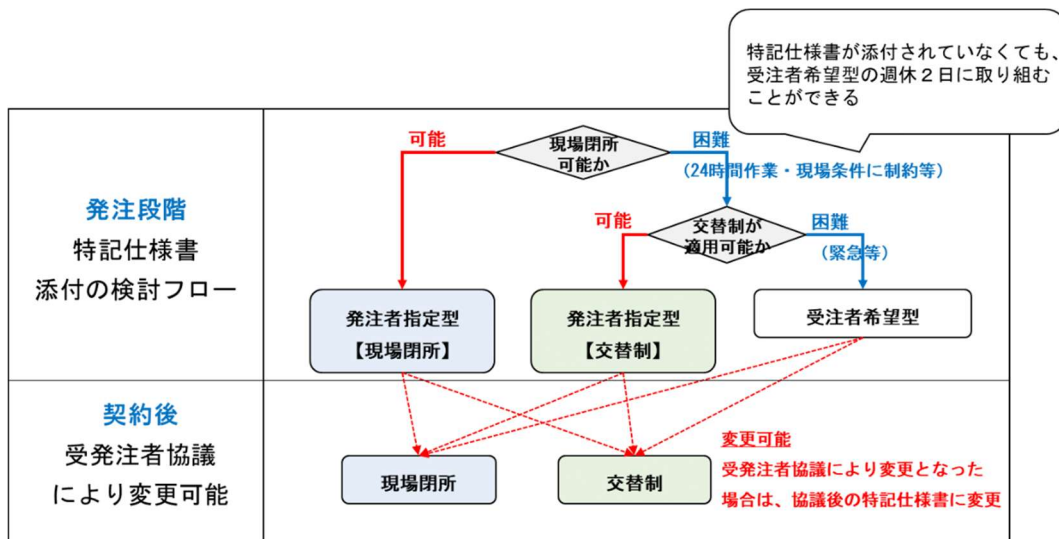 特記仕様書が添付されていなくても、
受注者希望型の週休２日に取り組む
ことができる
発注段階
特記仕様書
添付の検討フロー
現場閉所
可能か
可能
困難
（24時間作業・現場条件に制約等）
交替制が
適用可能か
可能
困難
（緊急等）
発注者指定型
【現場閉所】
発注者指定型
【交替制】
受注者希望型
契約後
受発注者協議
により変更可能
現場閉所
交替制
変更可能
受発注者協議により変更となった
場合は、協議後の特記仕様書に変更